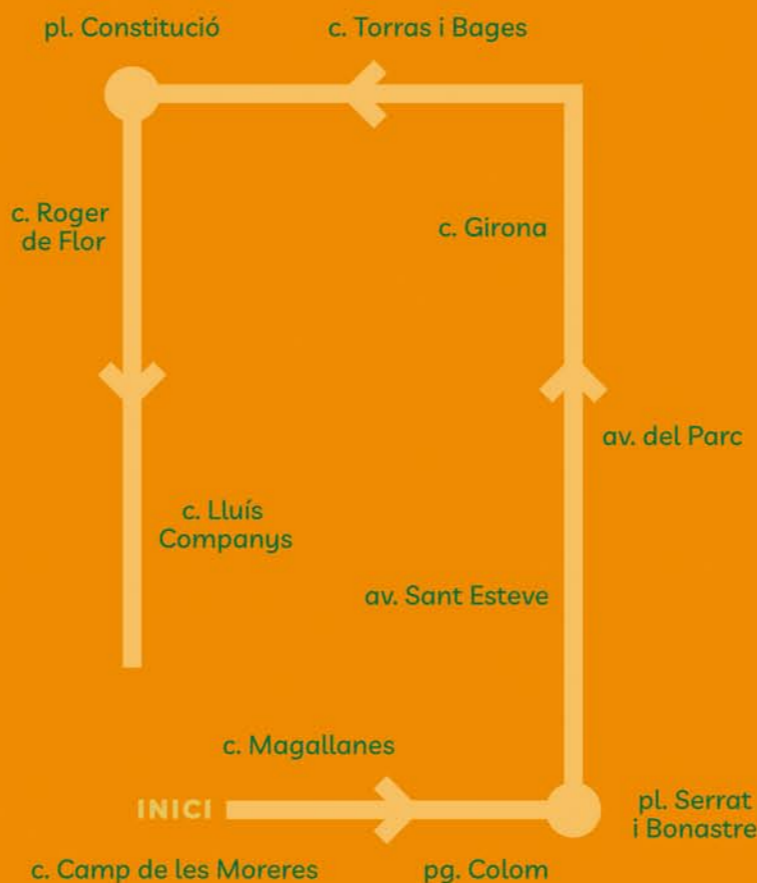 pl. Constitució
c. Torras i Bages
c. Roger
de Flor
c. Girona
av. del Parc
c. Lluís
Companys
av. Sant Esteve
c. Magallanes
INICI
pl. Serrat
i Bonastre
c. Camp de les Moreres
pg. Colom